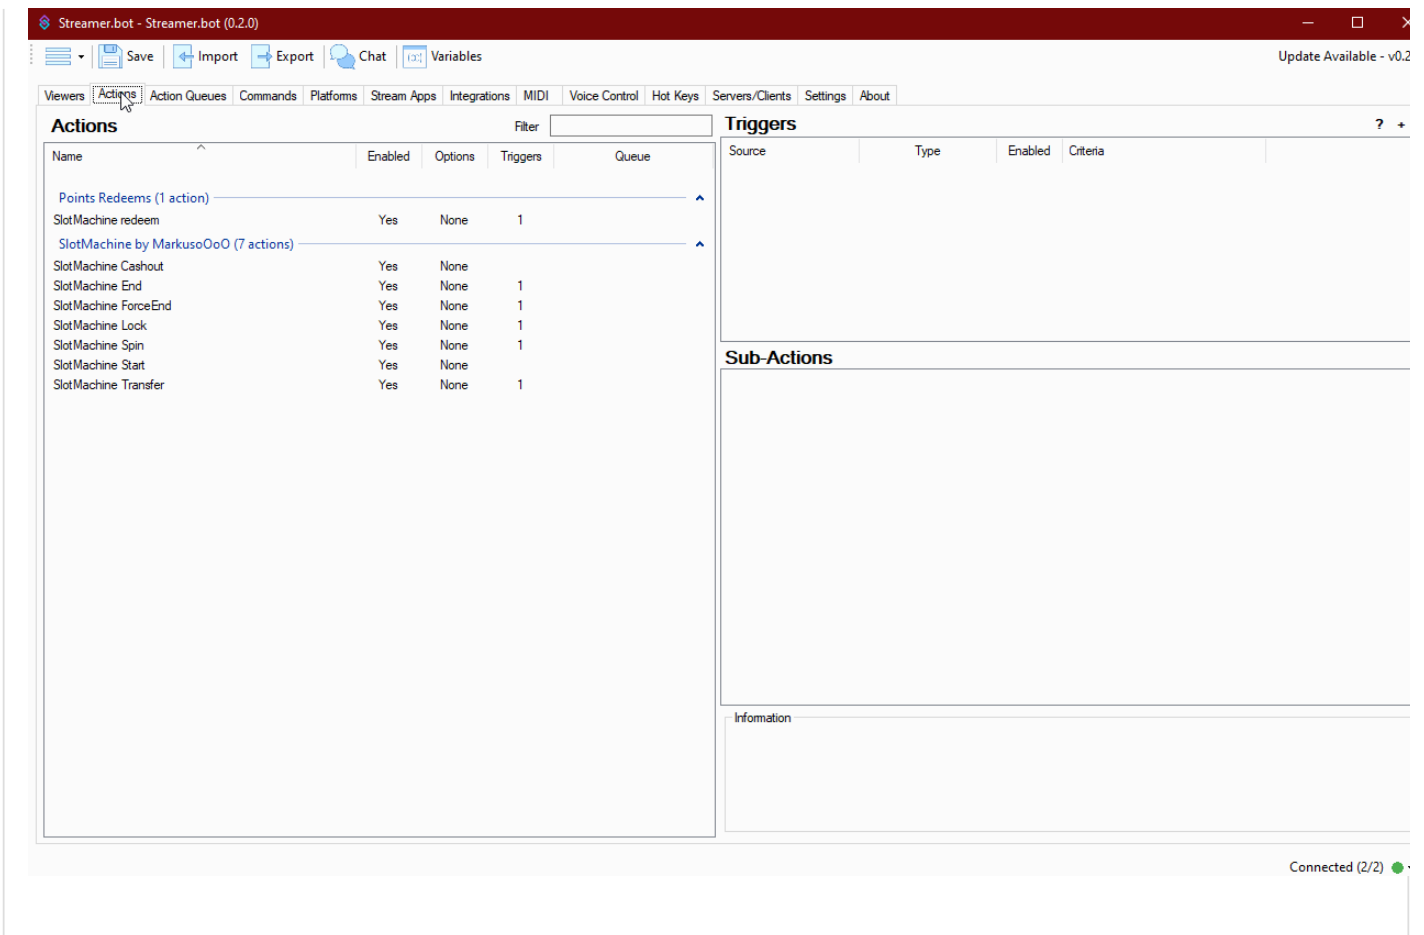 Streamer.bot - Streamer.bot (0.2.0)
Save Import Export Chat Variables Update Available - v0.2
Viewers Actions Action Queues Commands Platforms Stream Apps Integrations MIDI Voice Control Hot Keys Servers/Clients Settings About
Actions Filter
Name Enabled Options Triggers Queue
Points Redeems (1 action)
SlotMachine redeem Yes None 1
SlotMachine by MarkusoOoO (7 actions)
SlotMachine Cashout Yes None
SlotMachine End Yes None 1
SlotMachine ForceEnd Yes None 1
SlotMachine Lock Yes None 1
SlotMachine Spin Yes None 1
SlotMachine Start Yes None
SlotMachine Transfer Yes None 1
Triggers ? +
Source Type Enabled Criteria
Sub-Actions
Information
Connected (2/2)